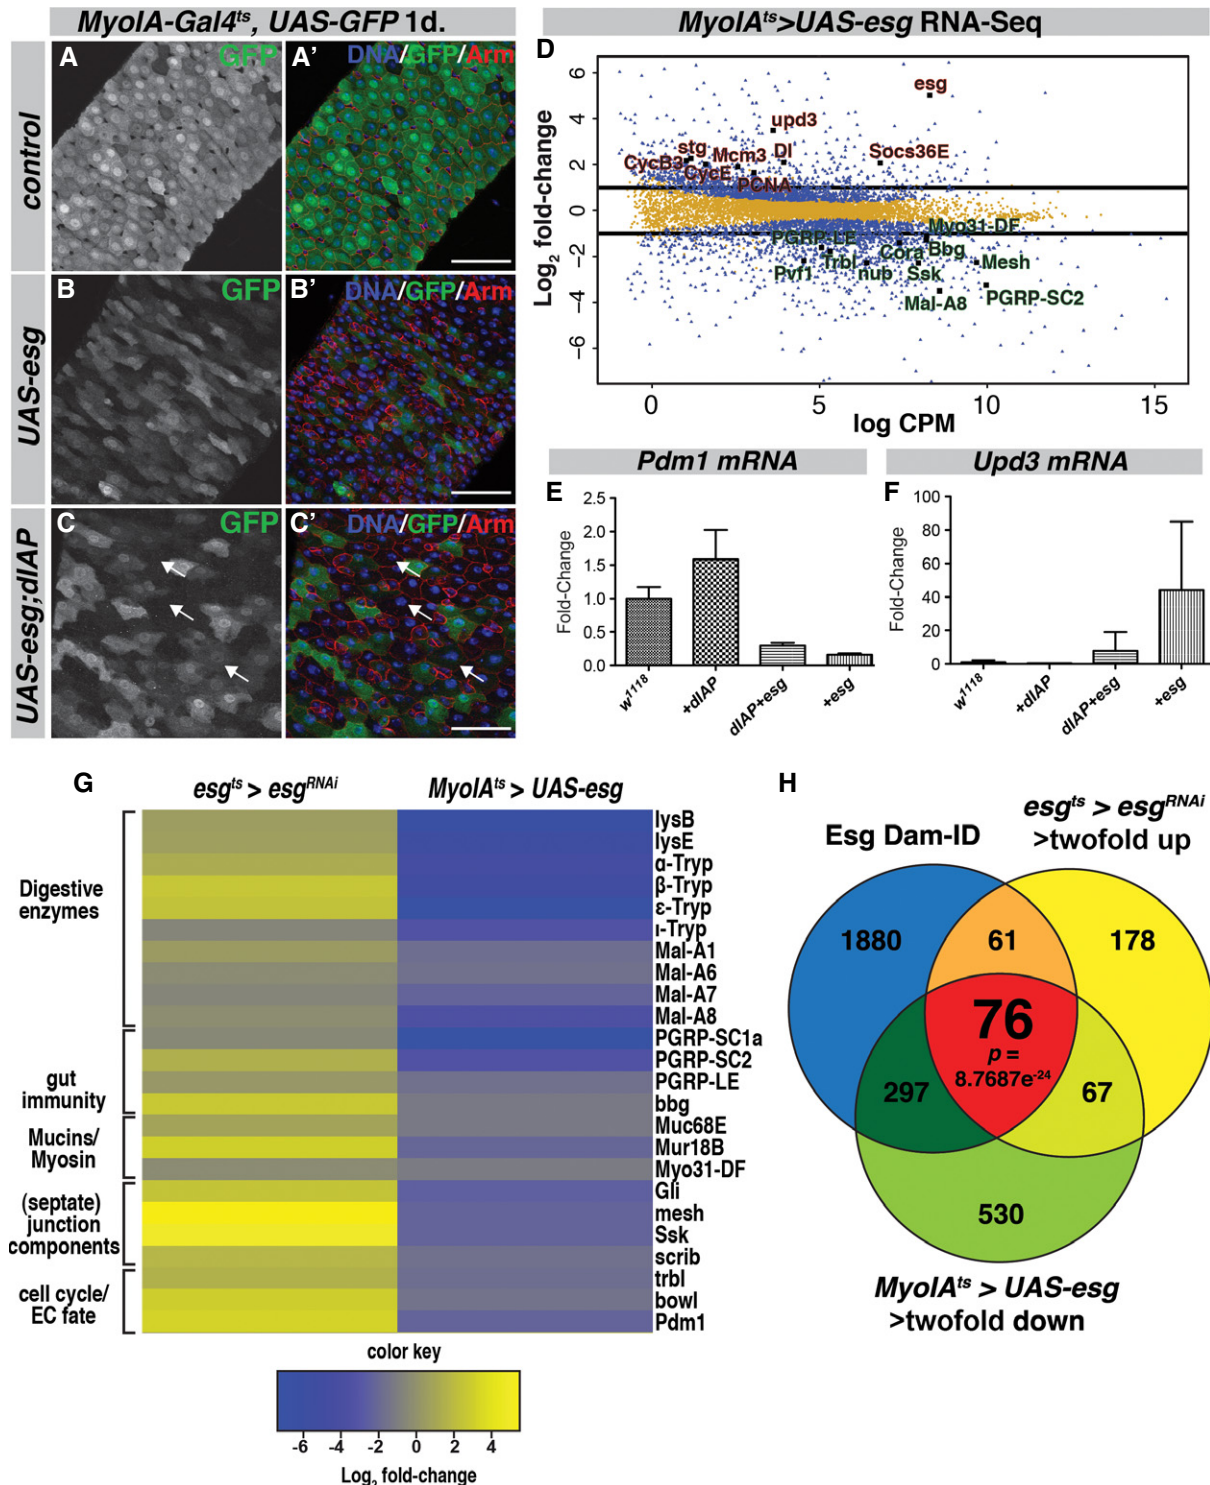 MyoIA-Gal4ts, UAS-GFP 1d.
MyoIAts>UAS-esg RNA-Seq
control
A
GFP
A'
DNA/GFP/Arm
UAS-esg
B
GFP
B'
DNA/GFP/Arm
UAS-esg;dIAP
C
GFP
C'
DNA/GFP/Arm
D
Log2 fold-change
6
4
2
0
−2
−4
−6
esg
upd3
stg
Mcm3
Dl
Socs36E
CycB3
CycE
PCNA
Myo31-DF
PGRP-LE
Cora
Bbg
Pvf1
Trbl
nub
Ssk
Mesh
Mal-A8
PGRP-SC2
0
5
10
15
log CPM
Pdm1 mRNA
E
Fold-Change
2.5
2.0
1.5
1.0
0.5
0.0
w1118
+dIAP
dIAP+esg
+esg
Upd3 mRNA
F
Fold-Change
100
80
60
40
20
0
w1118
+dIAP
dIAP+esg
+esg
G
esgts > esgRNAi
MyoIAts > UAS-esg
Digestive
enzymes
gut
immunity
Mucins/
Myosin
(septate)
junction
components
cell cycle/
EC fate
lysB
lysE
α-Tryp
β-Tryp
ε-Tryp
ι-Tryp
Mal-A1
Mal-A6
Mal-A7
Mal-A8
PGRP-SC1a
PGRP-SC2
PGRP-LE
bbg
Muc68E
Mur18B
Myo31-DF
Gli
mesh
Ssk
scrib
trbl
bowl
Pdm1
color key
-6
-4
-2
0
2
4
Log2 fold-change
H
Esg Dam-ID
esgts > esgRNAi
>twofold up
1880
61
178
76
p =
8.7687e-24
297
67
530
MyoIAts > UAS-esg
>twofold down